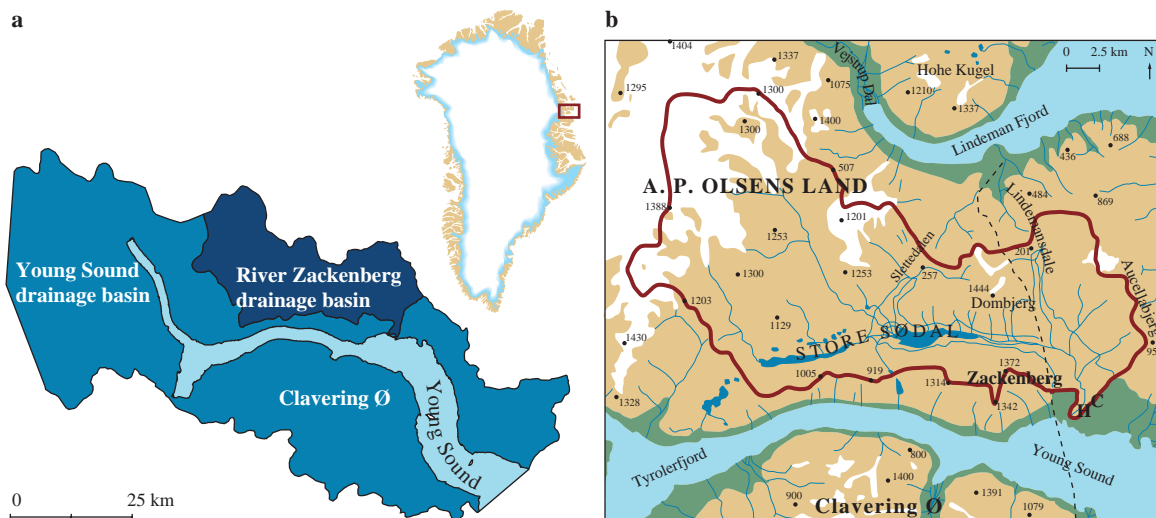 a
Young Sound
drainage basin
River Zackenberg
drainage basin
Clavering Ø
Young Sound
0
25 km
b
0
2.5 km
N
1404
1337
Vejstrup Dal
Hohe Kugel
1295
1300
1075
1210
1337
1300
1400
Lindeman Fjord
688
436
507
A. P. OLSENS LAND
1388
1201
484
869
Lindemansdale
1253
Slettedalen
201
1300
1253
257
Aucellabjerg
1444
Dombjerg
1203
1129
STORE SØDAL
1430
95
1372
1005
919
1314
Zackenberg
1328
1342
H
C
Tyrolerfjord
800
Young Sound
1400
900
1391
Clavering Ø
1079